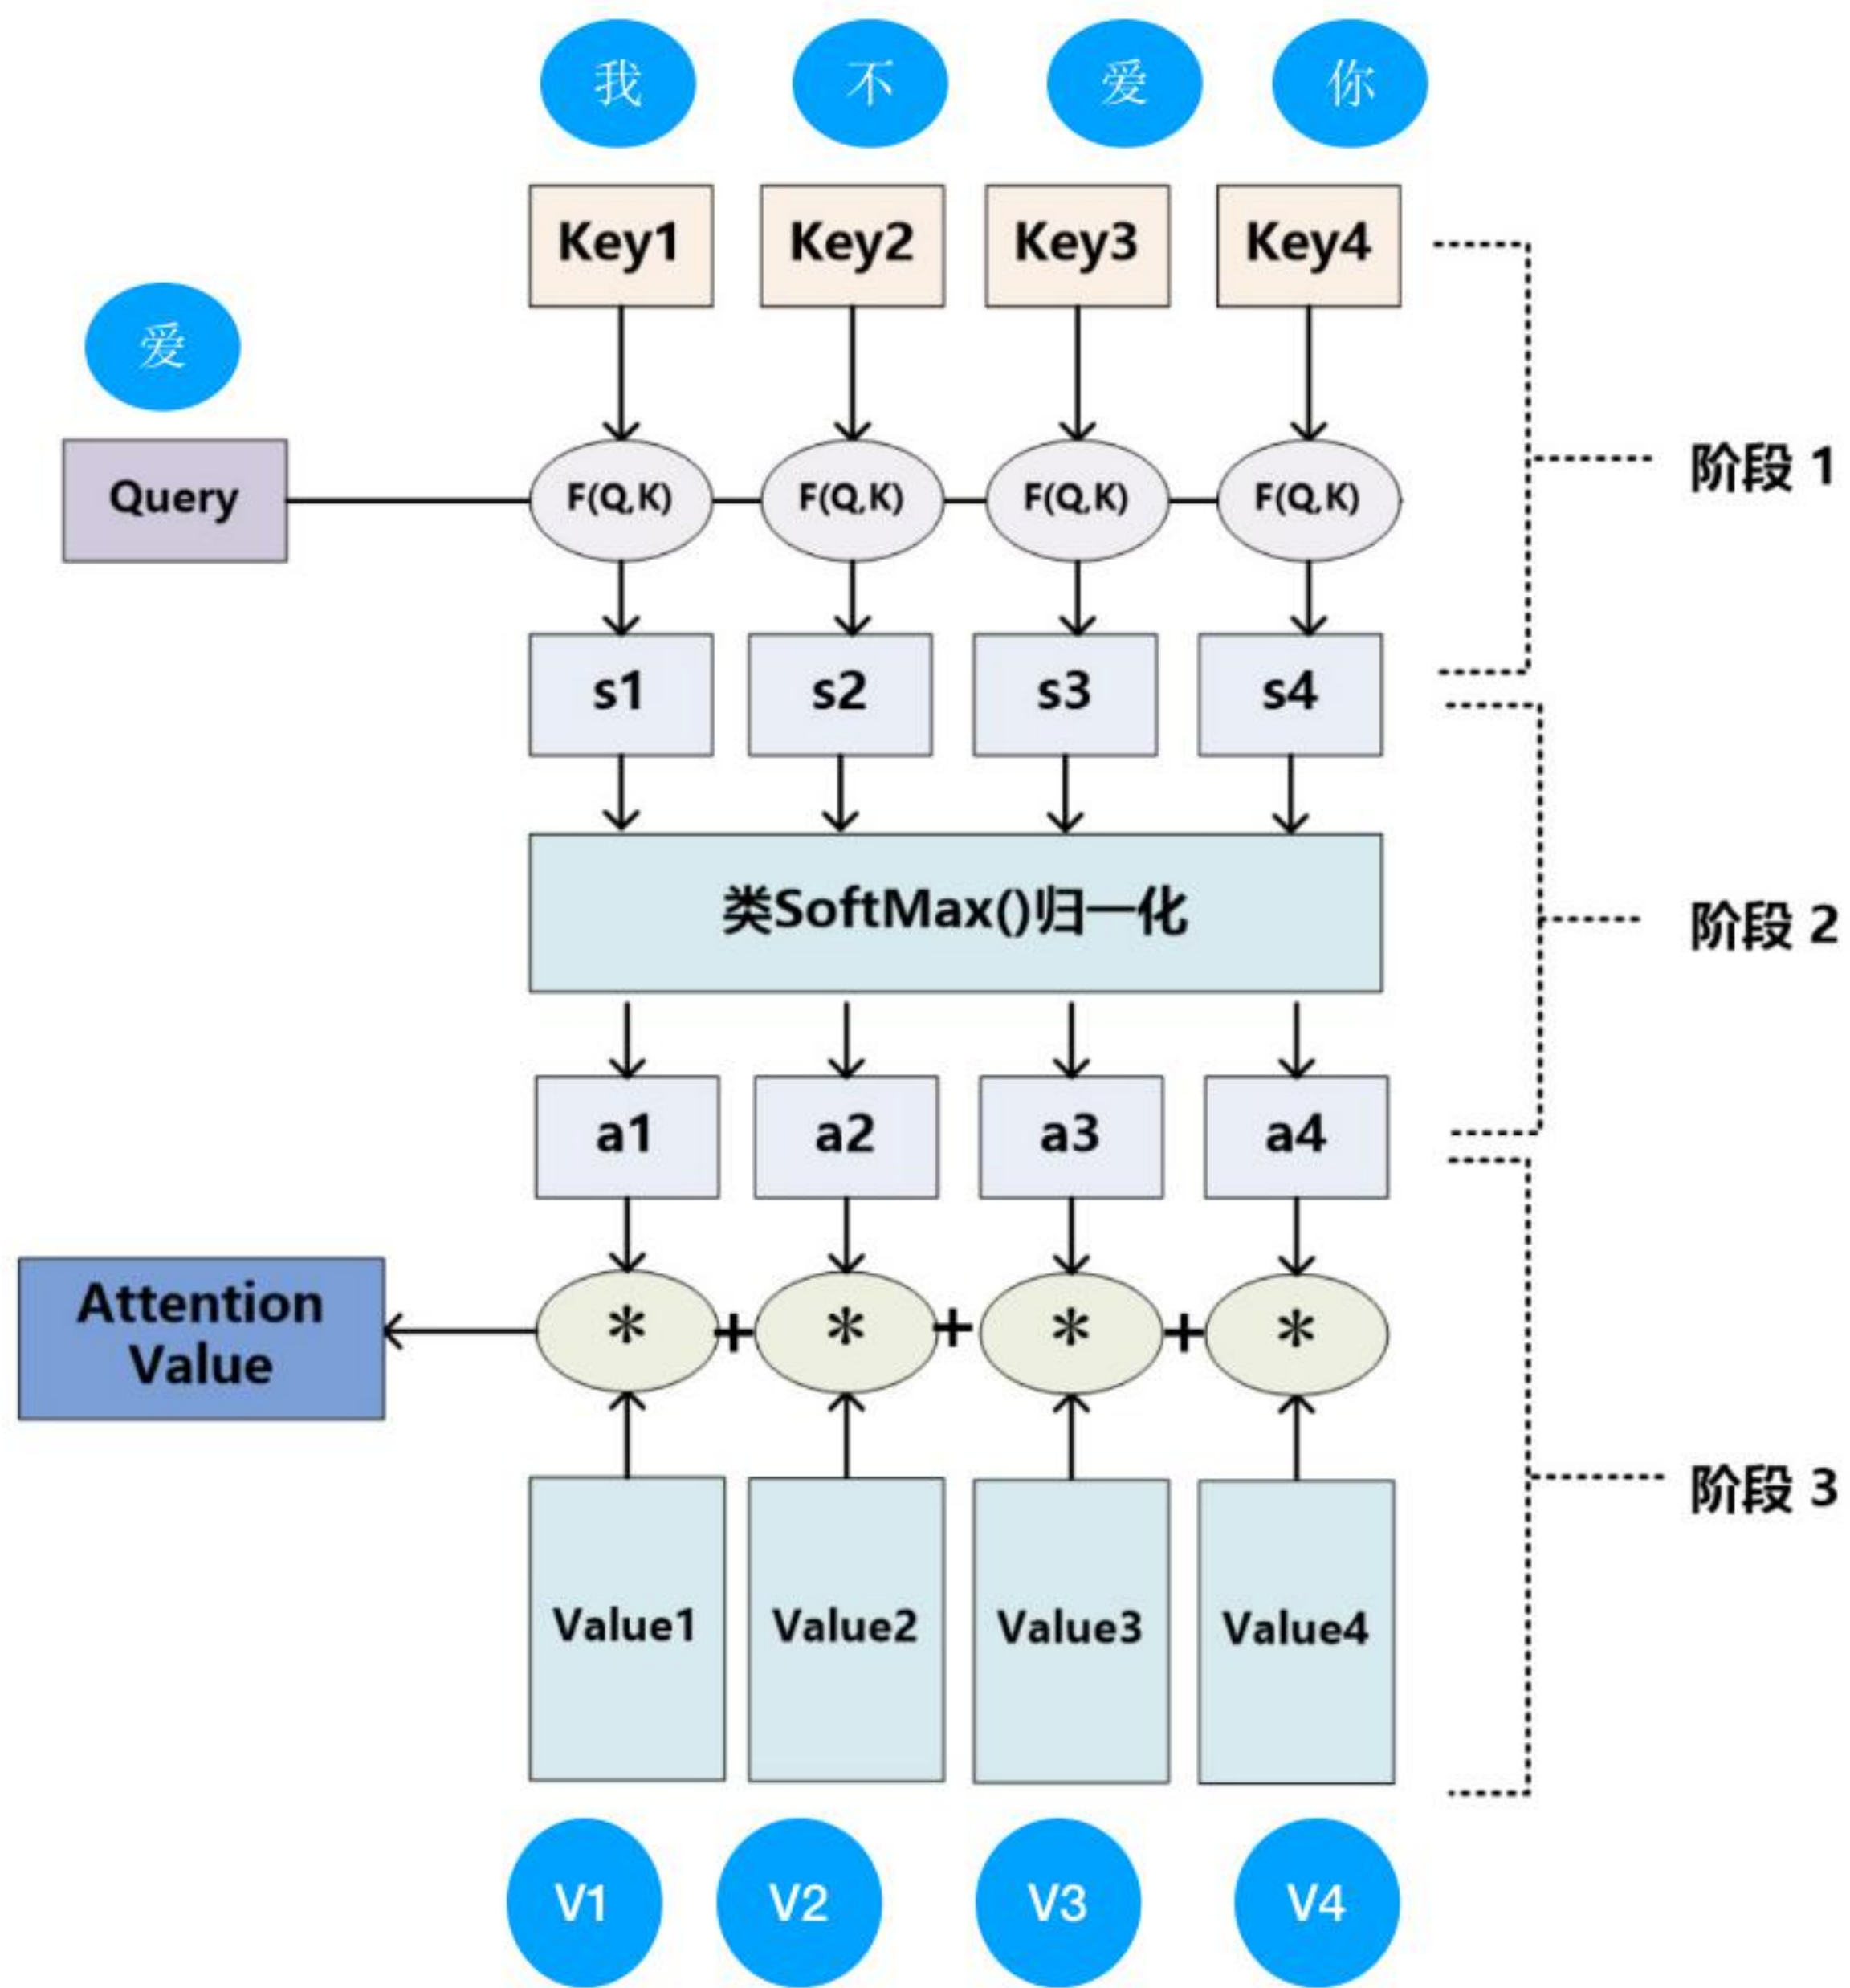 我 不 爱 你
Key1 Key2 Key3 Key4
爱
Query F(Q,K) F(Q,K) F(Q,K) F(Q,K)
阶段 1
s1 s2 s3 s4
类SoftMax()归一化
阶段 2
a1 a2 a3 a4
Attention
Value
* + * + * + *
阶段 3
Value1 Value2 Value3 Value4
V1 V2 V3 V4